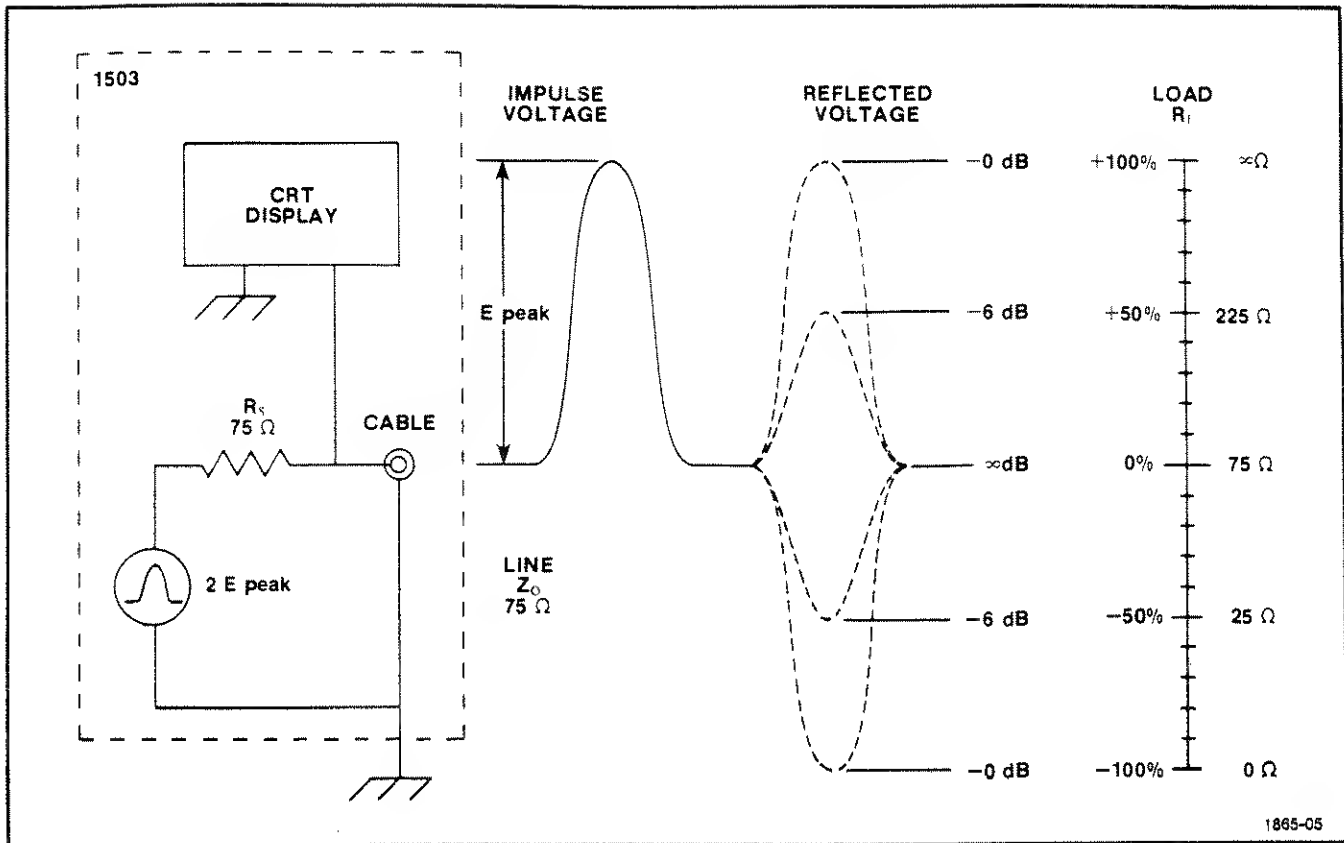 1503
CRT
DISPLAY
Rs
75 Ω
CABLE
2 E peak
IMPULSE
VOLTAGE
E peak
LINE
Zo
75 Ω
REFLECTED
VOLTAGE
−0 dB
−6 dB
∞dB
−6 dB
−0 dB
LOAD
RL
+100% ∞Ω
+50% 225 Ω
0% 75 Ω
−50% 25 Ω
−100% 0 Ω
1865-05